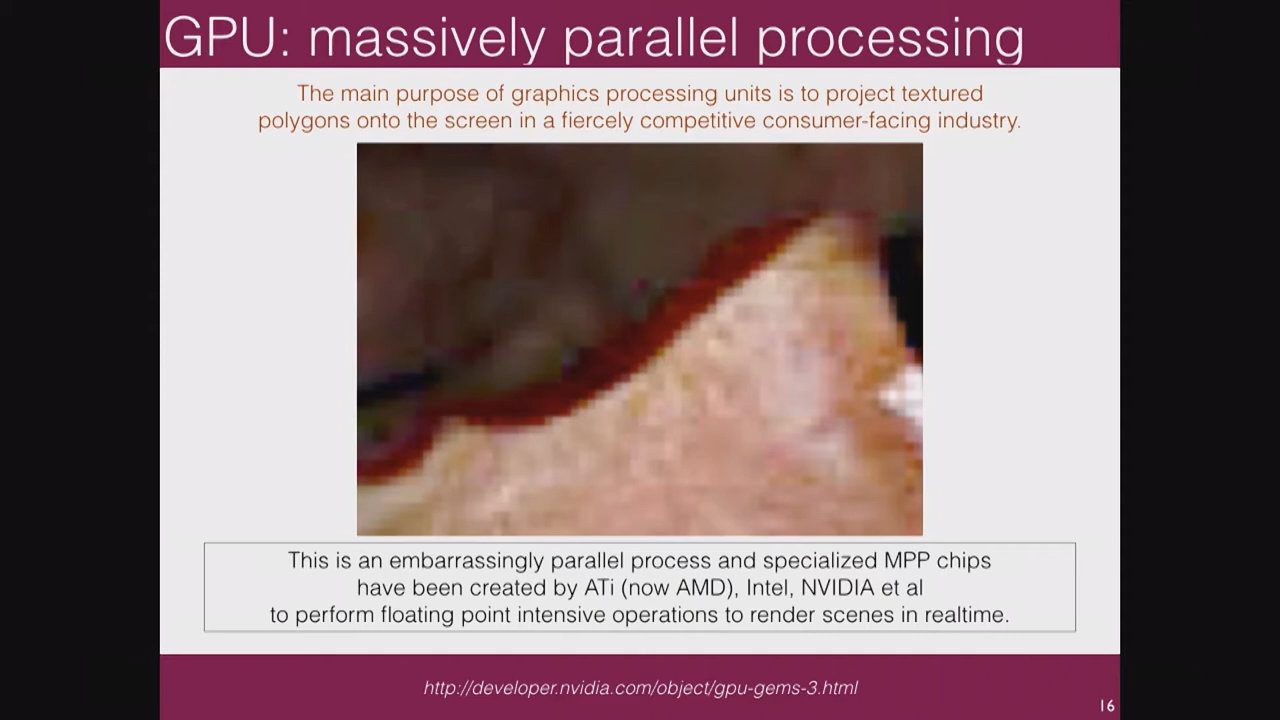 GPU: massively parallel processing
The main purpose of graphics processing units is to project textured
polygons onto the screen in a fiercely competitive consumer-facing industry.
This is an embarrassingly parallel process and specialized MPP chips
have been created by ATi (now AMD), Intel, NVIDIA et al
to perform floating point intensive operations to render scenes in realtime.
http://developer.nvidia.com/object/gpu-gems-3.html
16